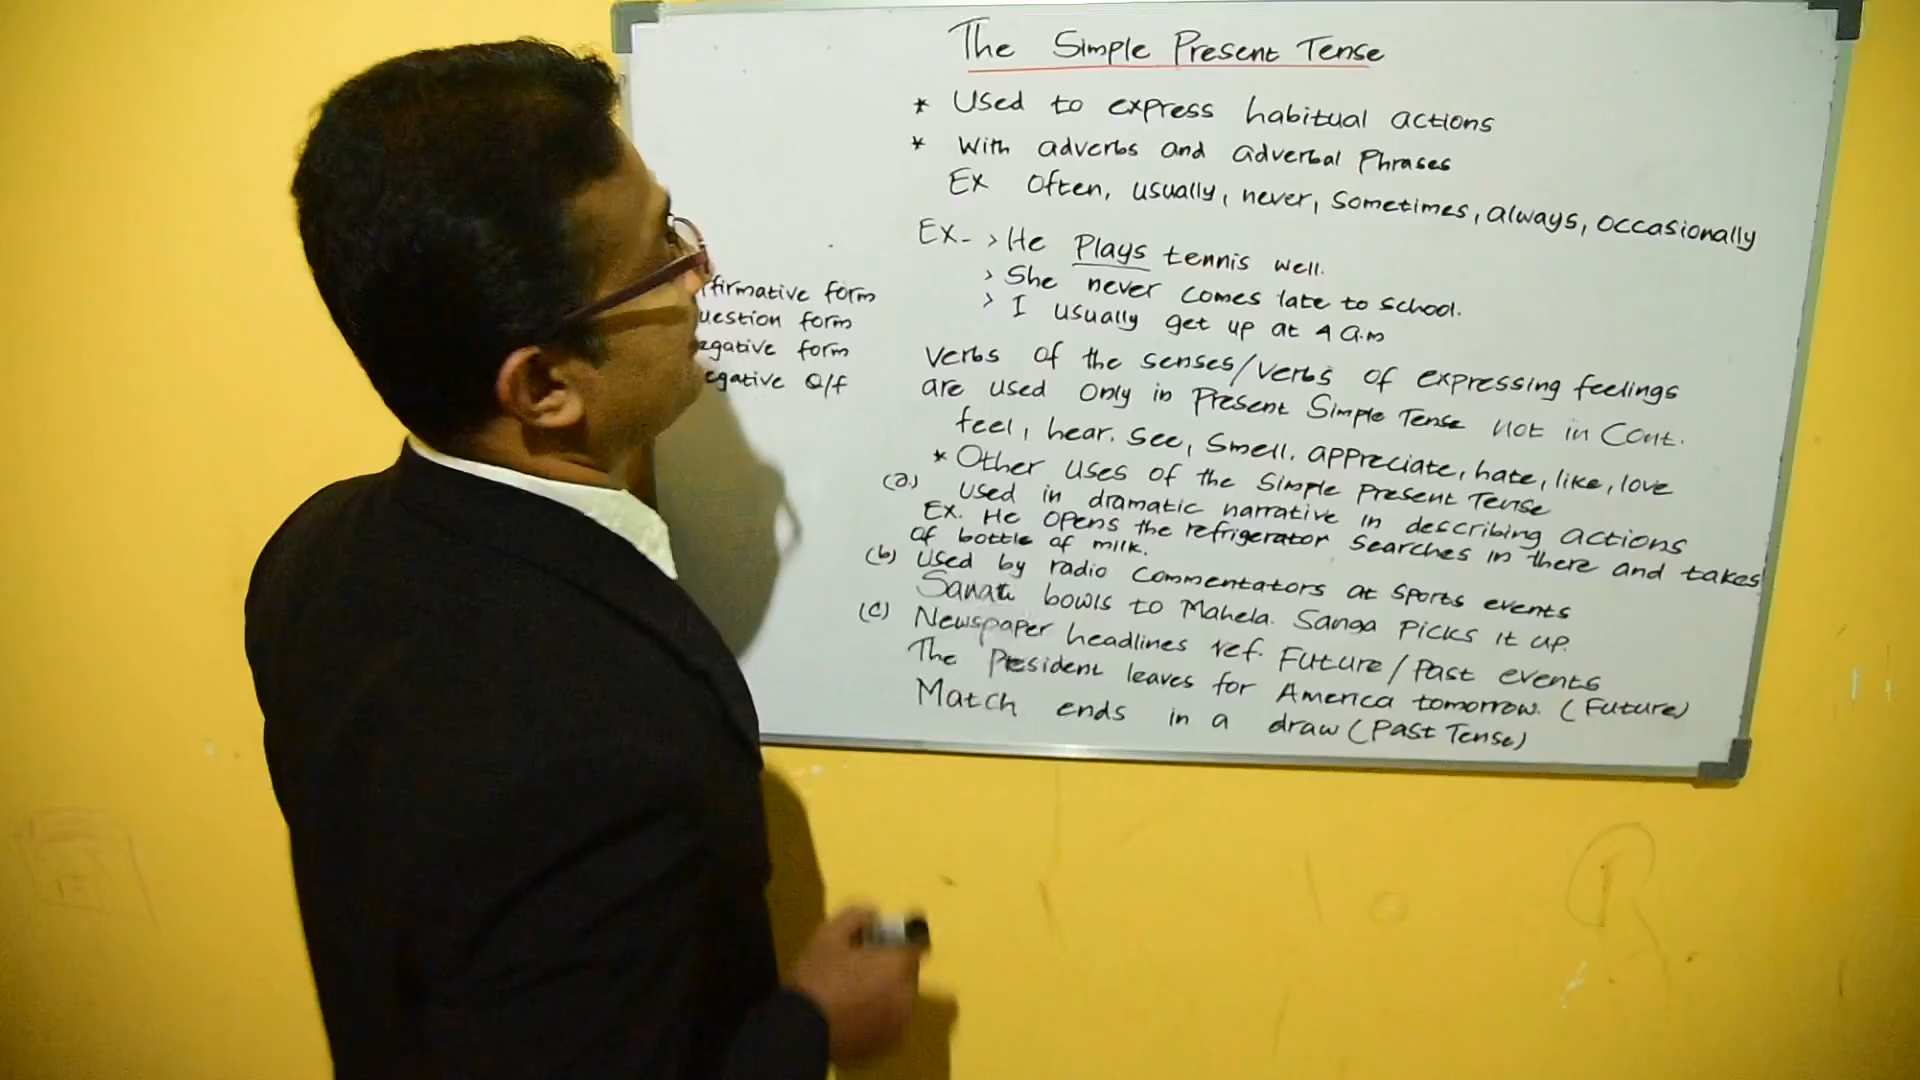 The Simple Present Tense
* Used to express habitual actions
* With adverbs and adverbal Phrases
Ex Often, usually, never, Sometimes, always, occasionally
Ex- > He Plays tennis well.
> She never comes late to school.
> I usually get up at 4 a.m
ffirmative form
uestion form
egative form
egative Q/f
Verbs of the senses/Verbs of expressing feelings
are used only in Present Simple Tense not in Cont.
feel, hear. See, Smell. appreciate, hate, like, love
* Other uses of the Simple Present Tense
(a) used in dramatic narrative in describing actions
Ex. He opens the refrigerator Searches in there and takes
of bottle of milk.
(b) used by radio Commentators at Sports events
bowls to Mahela. Sanga Picks it up.
(c) Newspaper headlines ref. Future/Past events
The President leaves for America tomorrow. (Future)
Match ends in a draw (Past Tense)